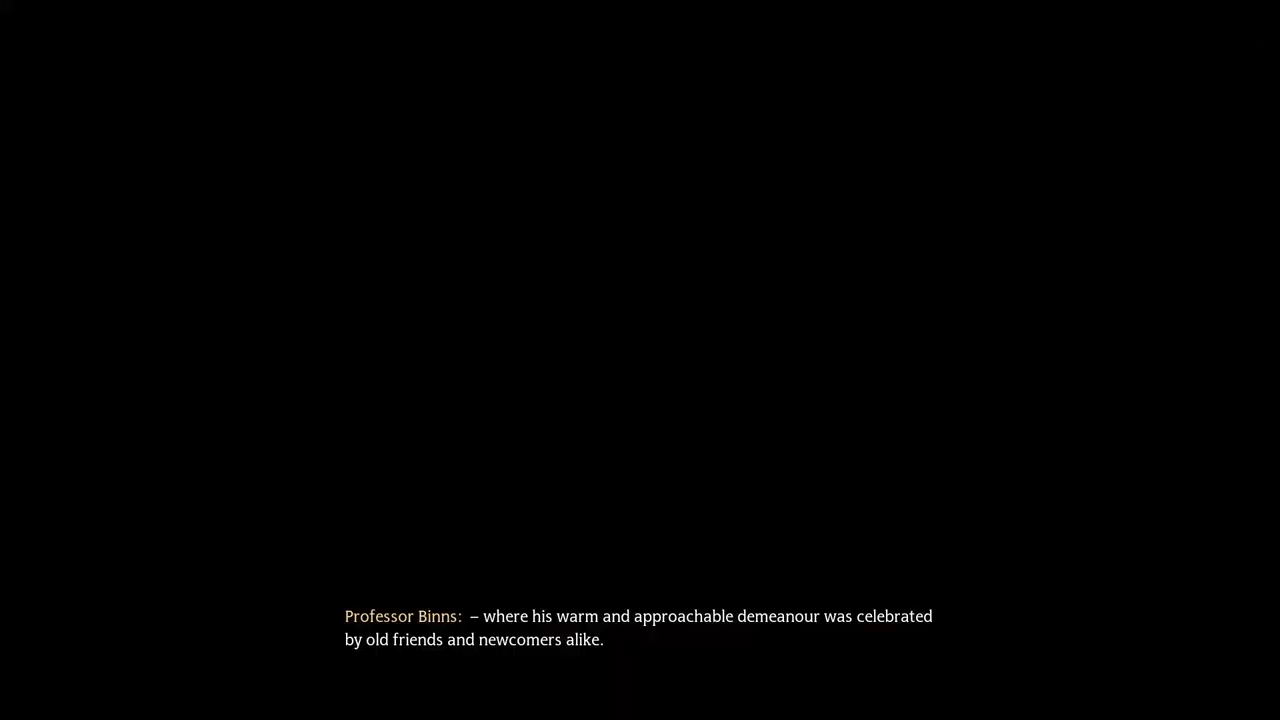 Professor Binns: – where his warm and approachable demeanour was celebrated
by old friends and newcomers alike.